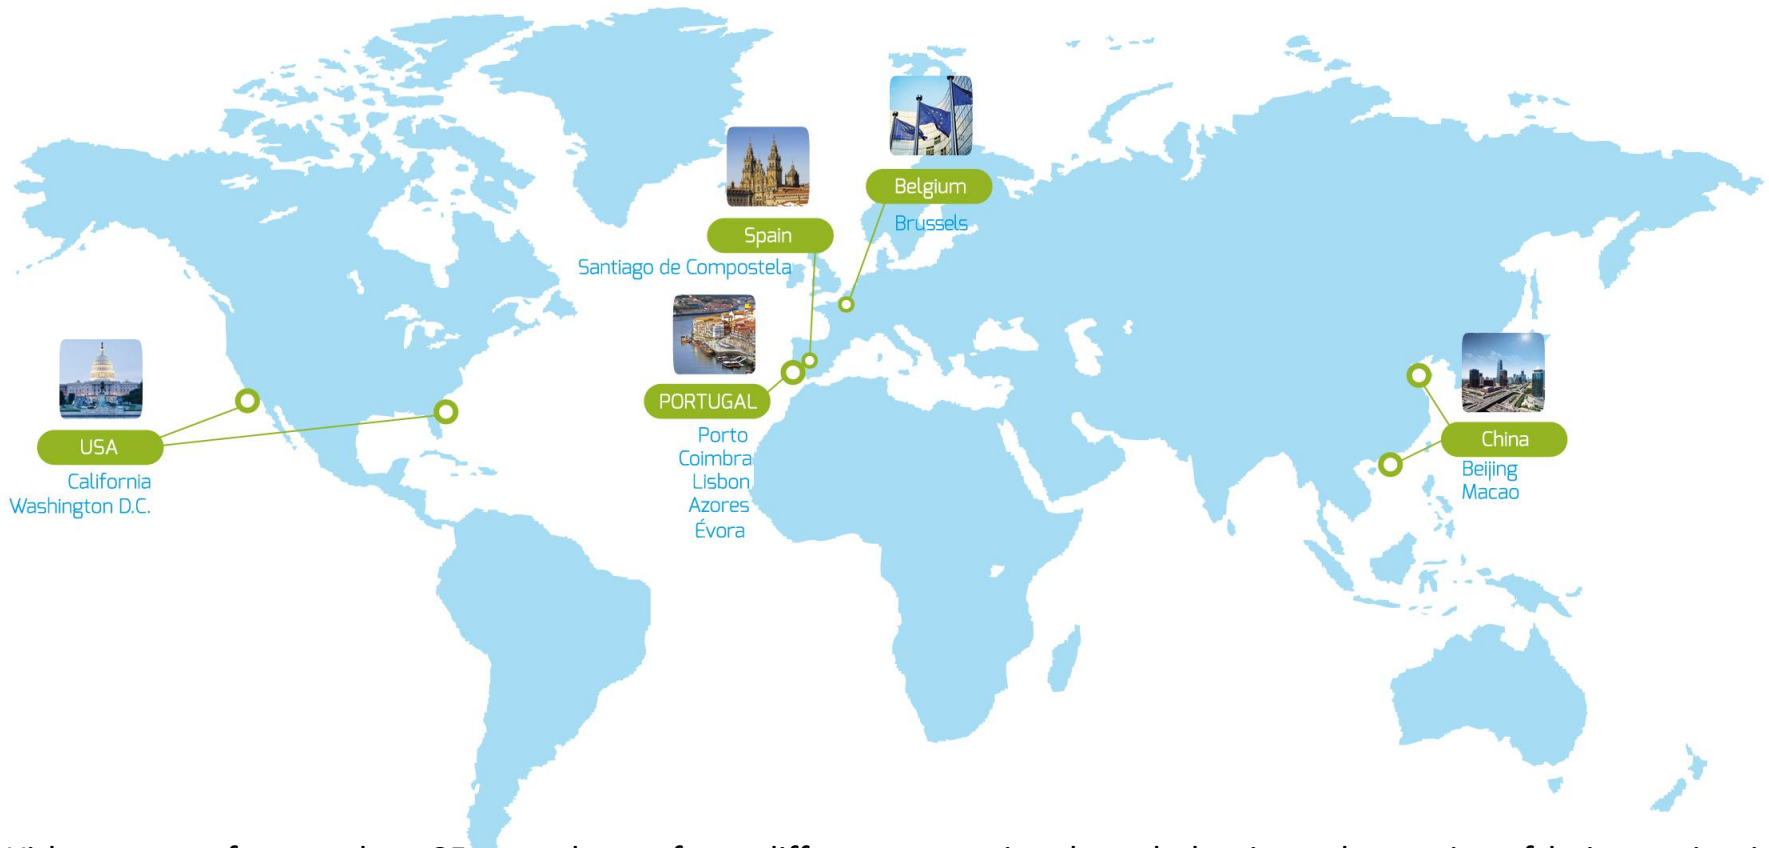 Belgium
Brussels
Spain
Santiago de Compostela
PORTUGAL
Porto
Coimbra
Lisbon
Azores
Évora
USA
California
Washington D.C.
China
Beijing
Macao